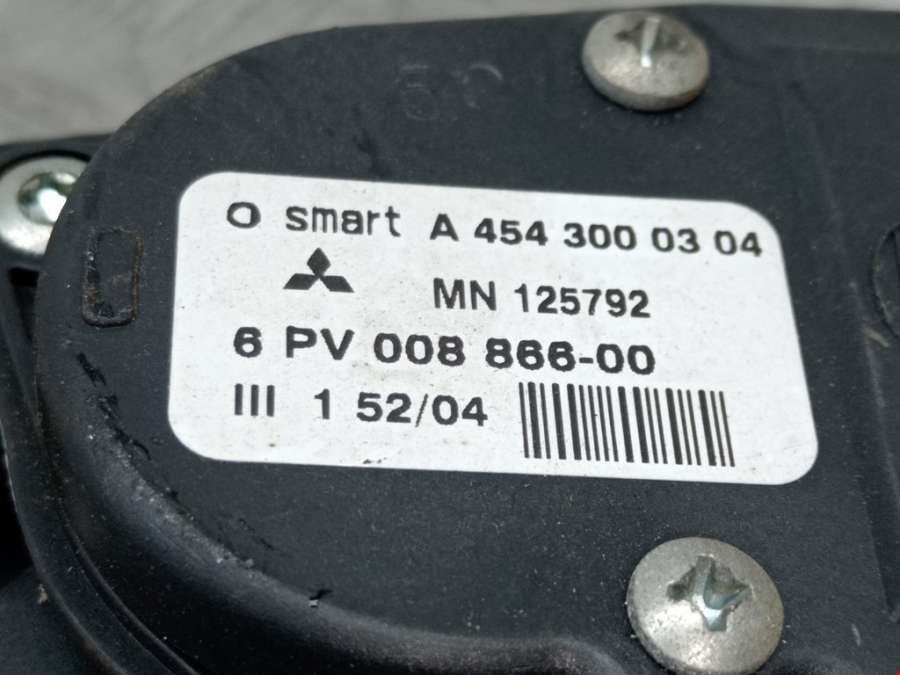 smart A 454 300 03 04
MN 125792
6 PV 008 866-00
III 1 52/04